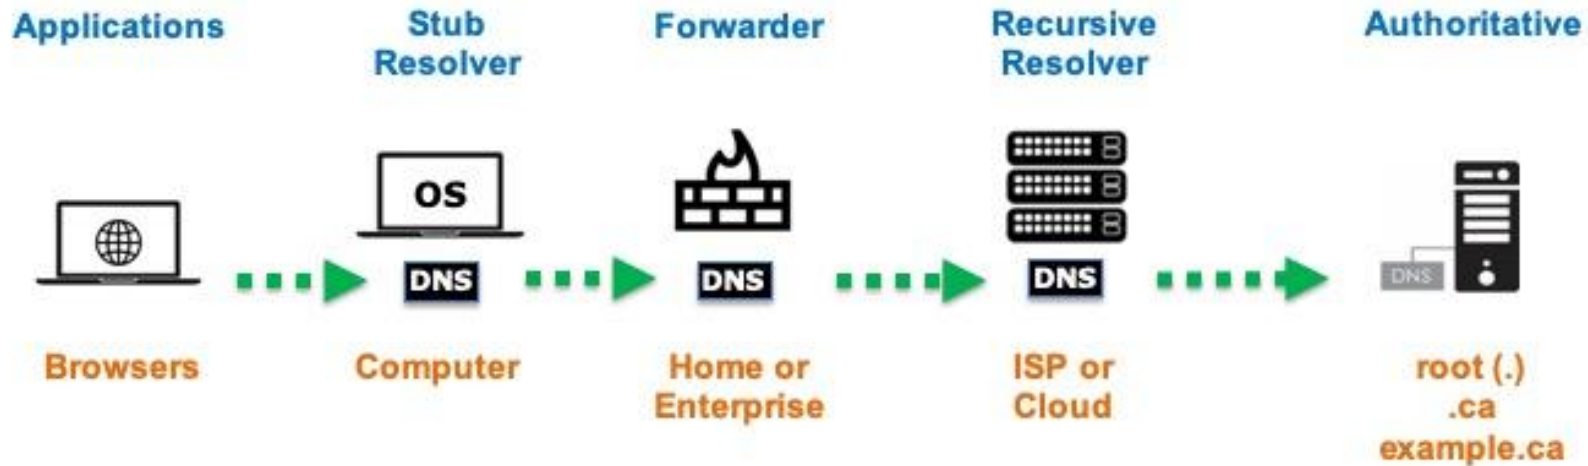 Applications
Stub
Resolver
Forwarder
Recursive
Resolver
Authoritative
OS
DNS
DNS
DNS
DNS
Browsers
Computer
Home or
Enterprise
ISP or
Cloud
root (.)
.ca
example.ca